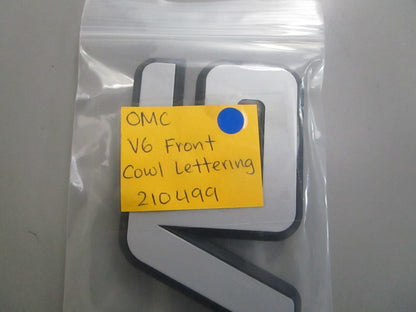 OMC
V6 Front
Cowl Lettering
210499